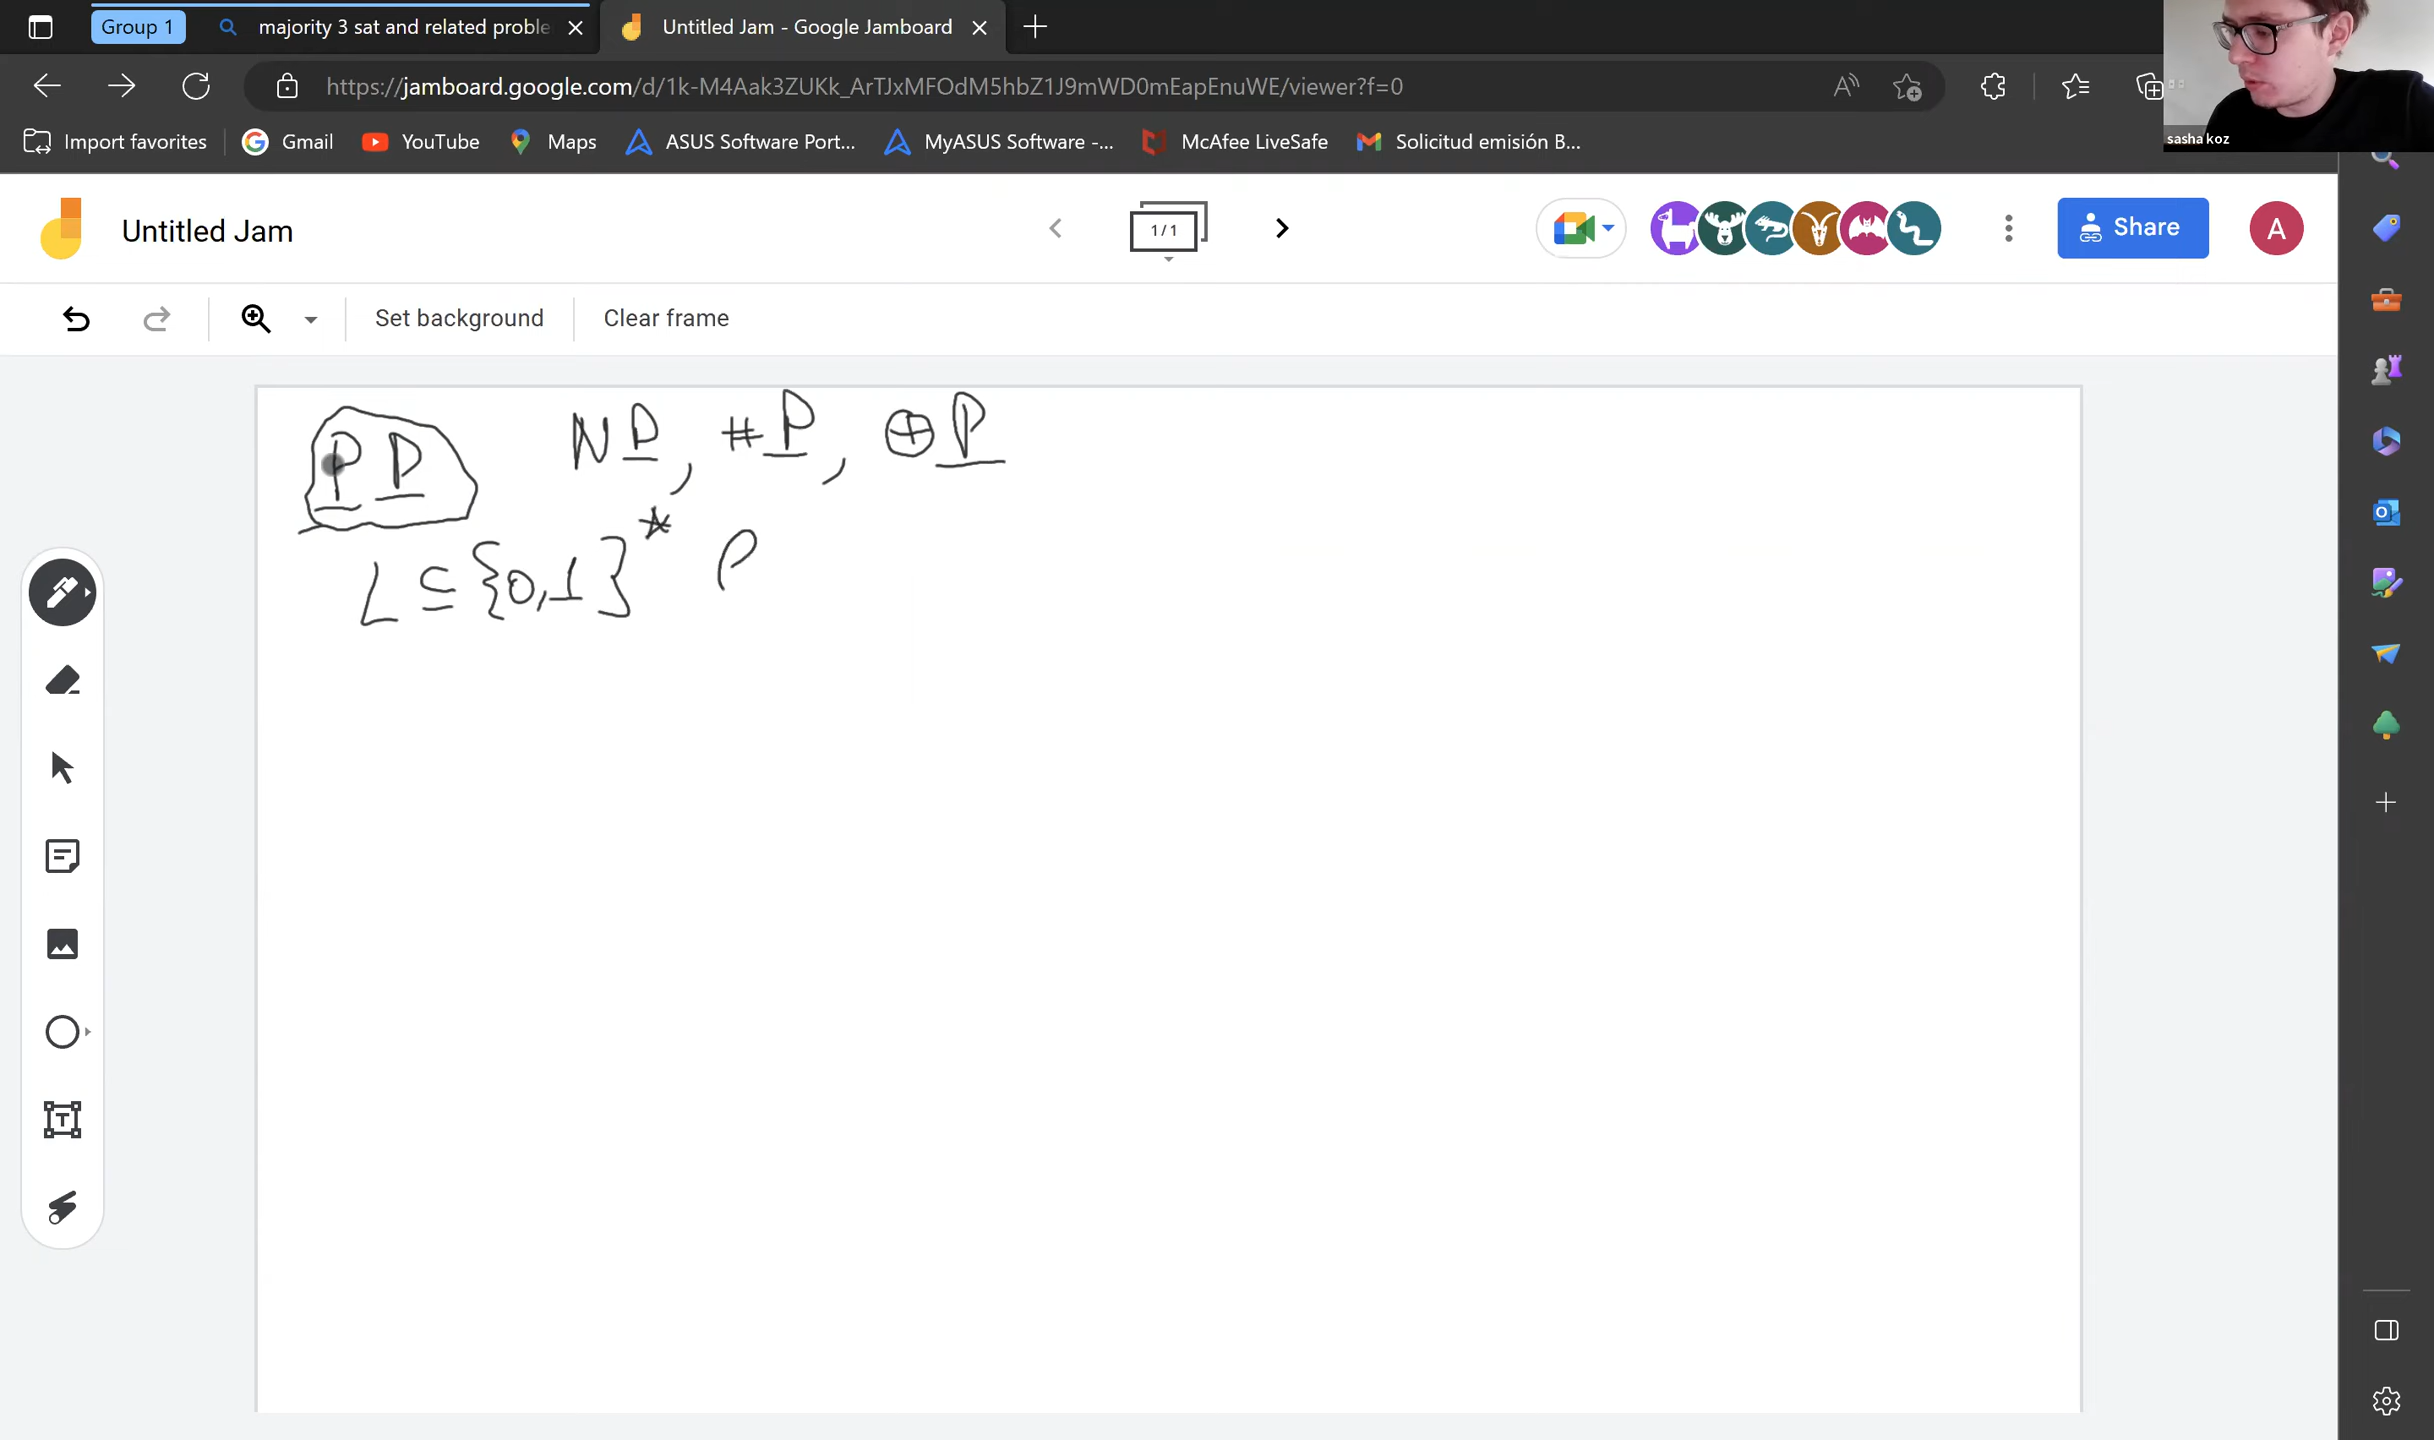 Group 1 majority 3 sat and related proble Untitled Jam - Google Jamboard
https://jamboard.google.com/d/1k-M4Aak3ZUKk_ArTJxMFOdM5hbZ1J9mWD0mEapEnuWE/viewer?f=0
sasha koz
Import favorites Gmail YouTube Maps ASUS Software Port... MyASUS Software -... McAfee LiveSafe Solicitud emisión B...
Untitled Jam 1 / 1 Share A
Set background Clear frame
PP NP, #P, ⊕P
L ⊆ {0,1}*